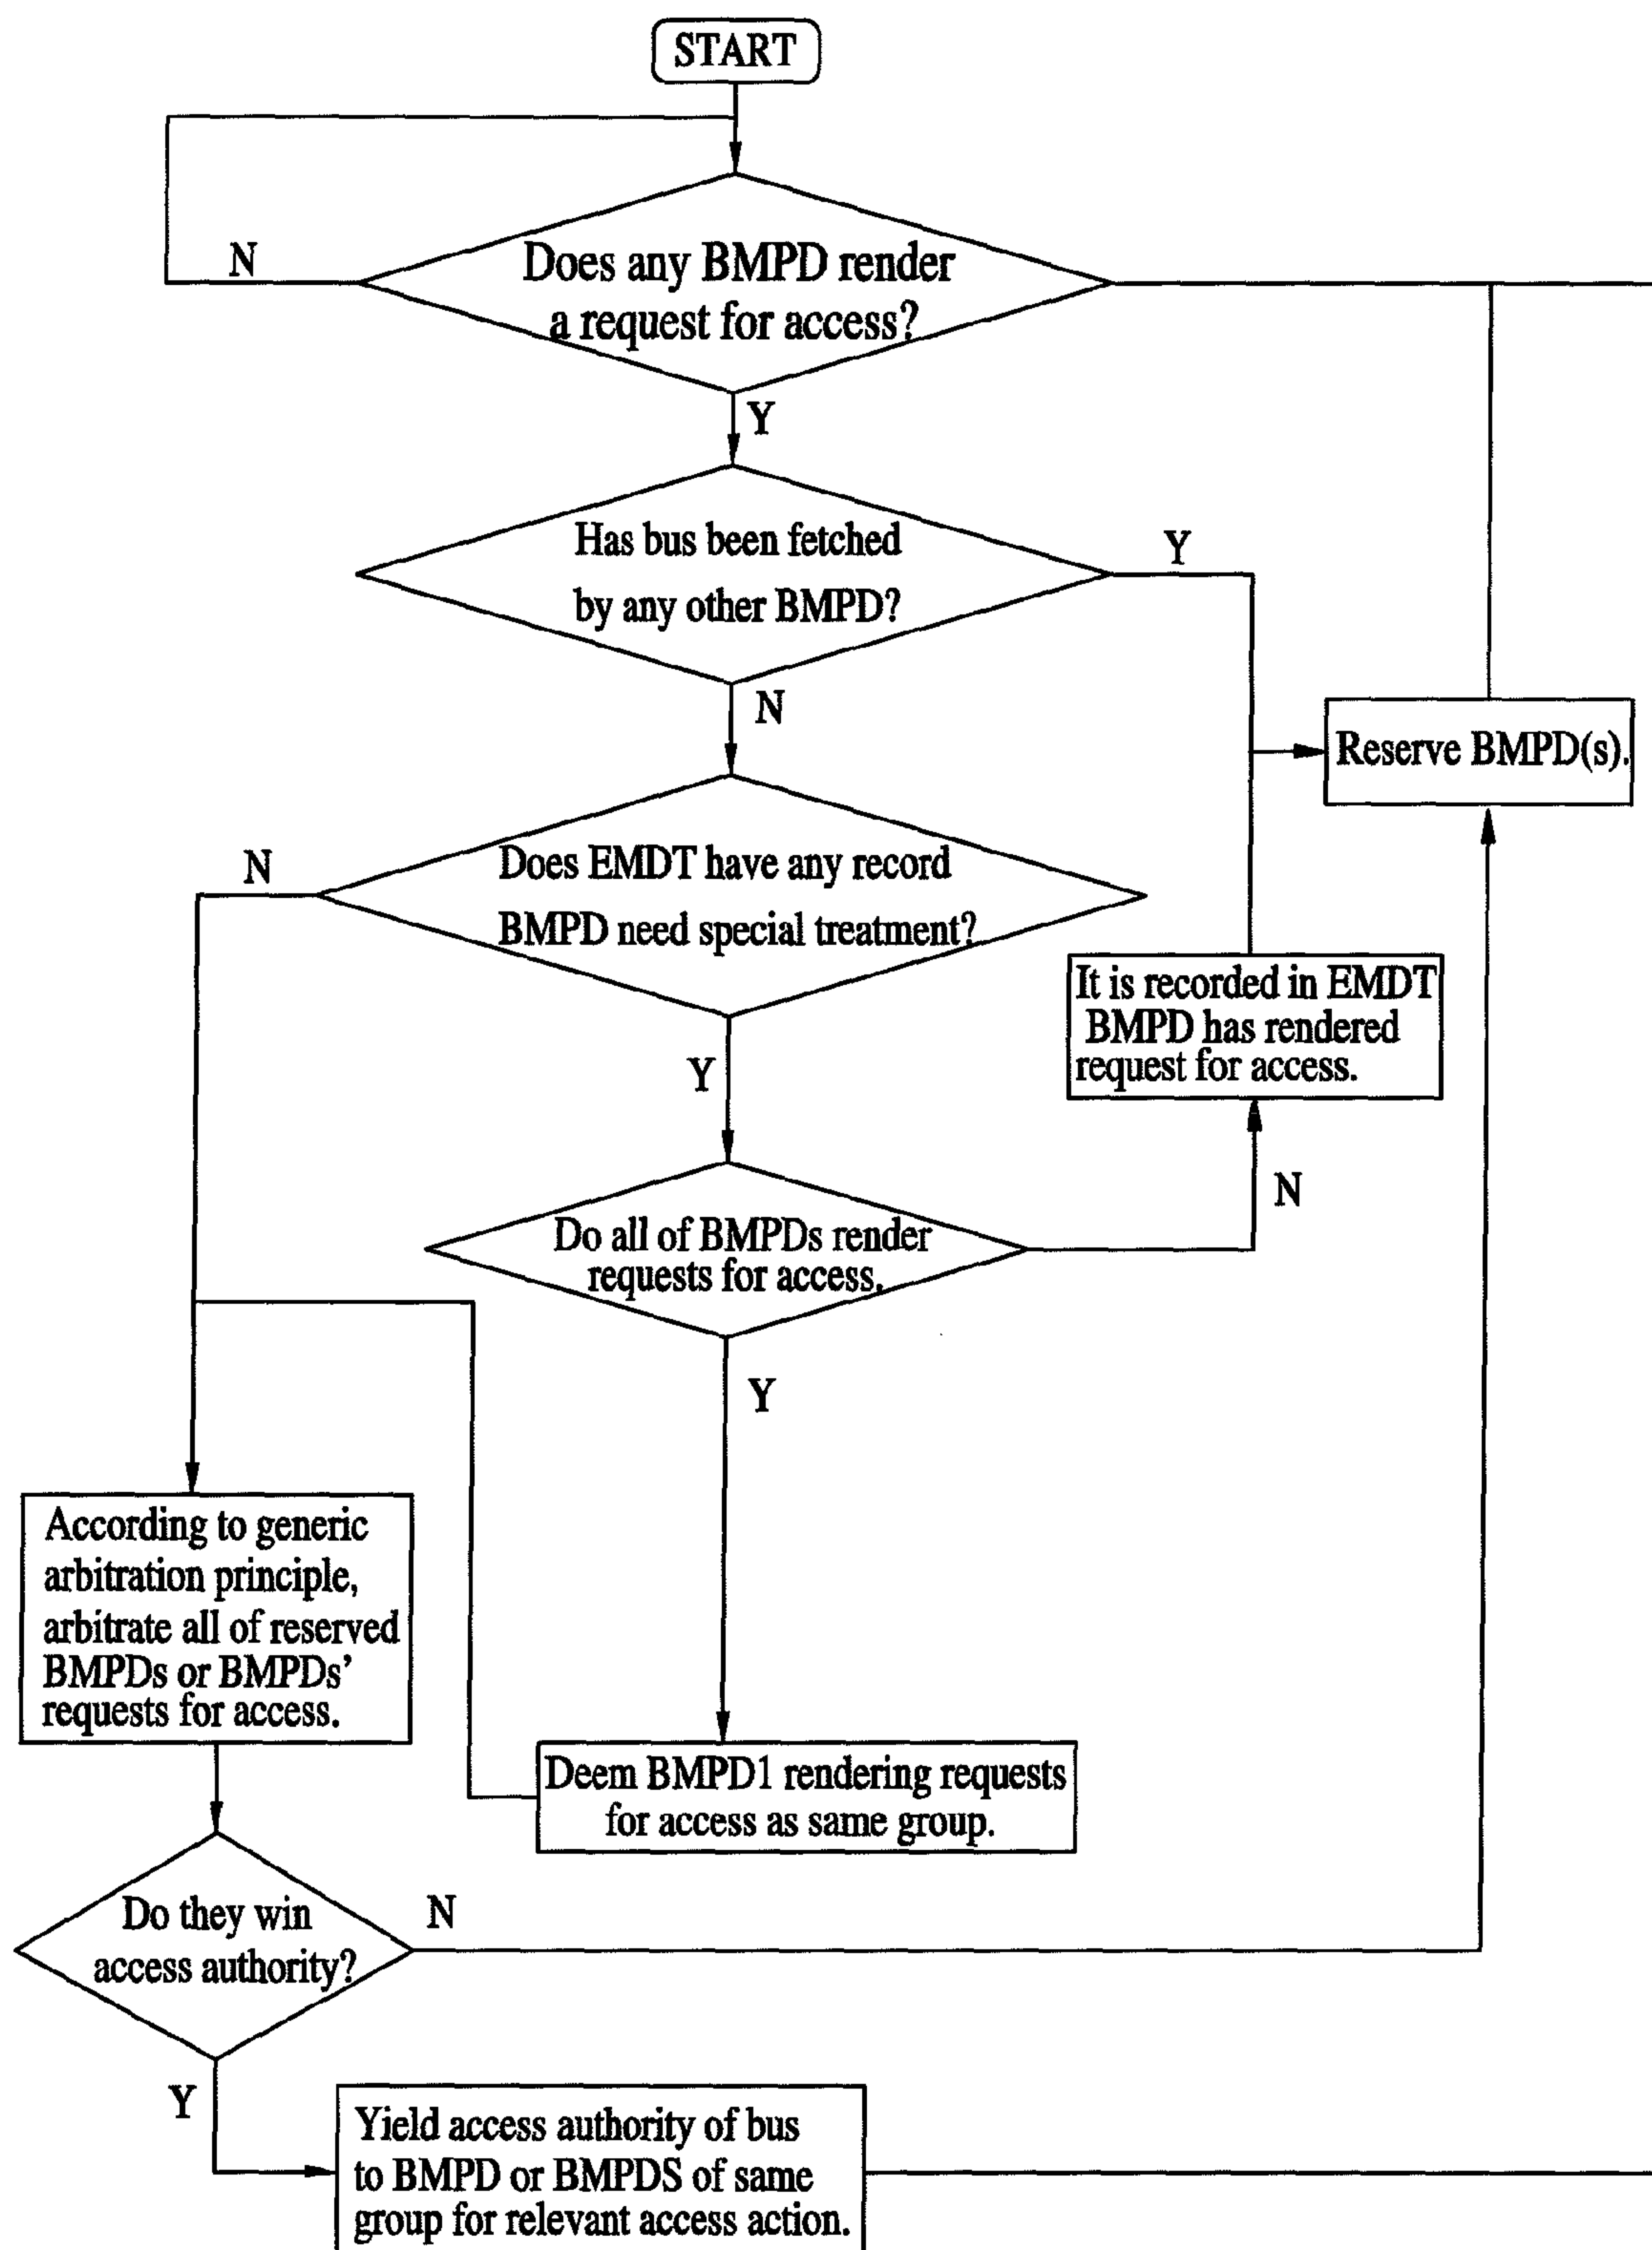 START
N
Does any BMPD render
a request for access?
Y
Has bus been fetched
by any other BMPD?
Y
N
Reserve BMPD(s).
N
Does EMDT have any record
BMPD need special treatment?
It is recorded in EMDT
BMPD has rendered
request for access.
Y
N
Do all of BMPDs render
requests for access.
Y
According to generic
arbitration principle,
arbitrate all of reserved
BMPDs or BMPDs'
requests for access.
Deem BMPD1 rendering requests
for access as same group.
Do they win
access authority?
N
Y
Yield access authority of bus
to BMPD or BMPDS of same
group for relevant access action.